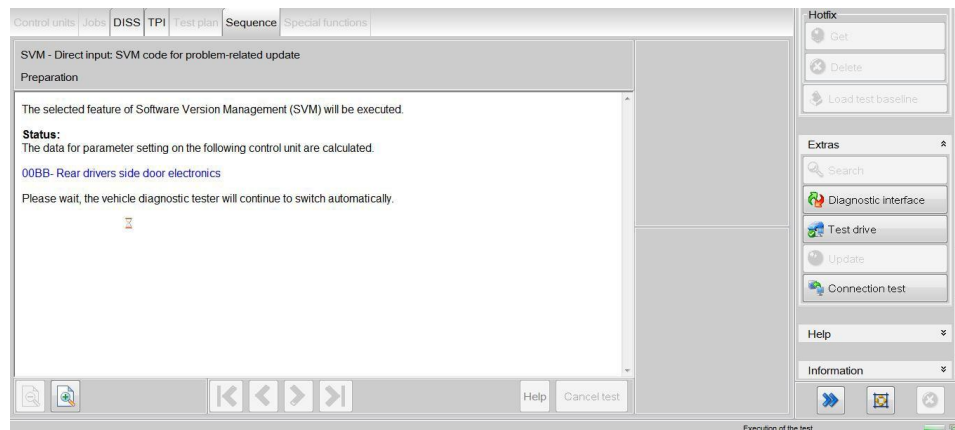 Control units Jobs DISS TPI Test plan Sequence Special functions
SVM - Direct input: SVM code for problem-related update
Preparation
The selected feature of Software Version Management (SVM) will be executed.
Status:
The data for parameter setting on the following control unit are calculated.
00BB- Rear drivers side door electronics
Please wait, the vehicle diagnostic tester will continue to switch automatically.
Help Cancel test
Hotfix
Get
Delete
Load test baseline
Extras
Search
Diagnostic interface
Test drive
Update
Connection test
Help
Information
Execution of the test